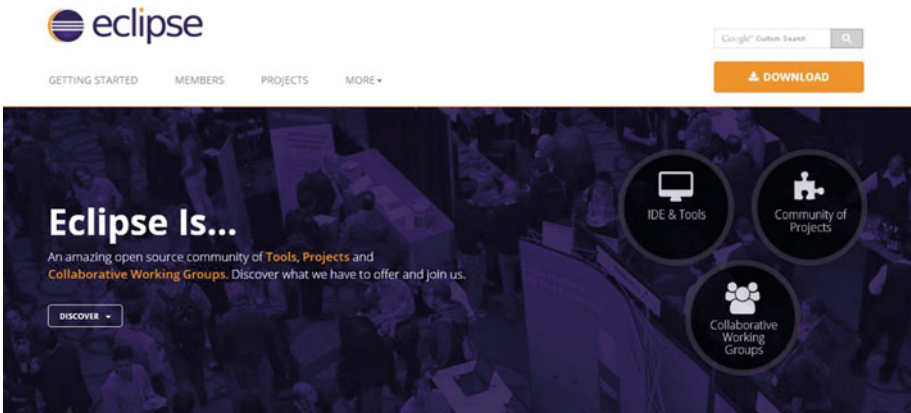 eclipse
Google™ Custom Search
GETTING STARTED
MEMBERS
PROJECTS
MORE
DOWNLOAD
Eclipse Is...
An amazing open source community of Tools, Projects and
Collaborative Working Groups. Discover what we have to offer and join us.
DISCOVER
IDE & Tools
Community of
Projects
Collaborative
Working
Groups